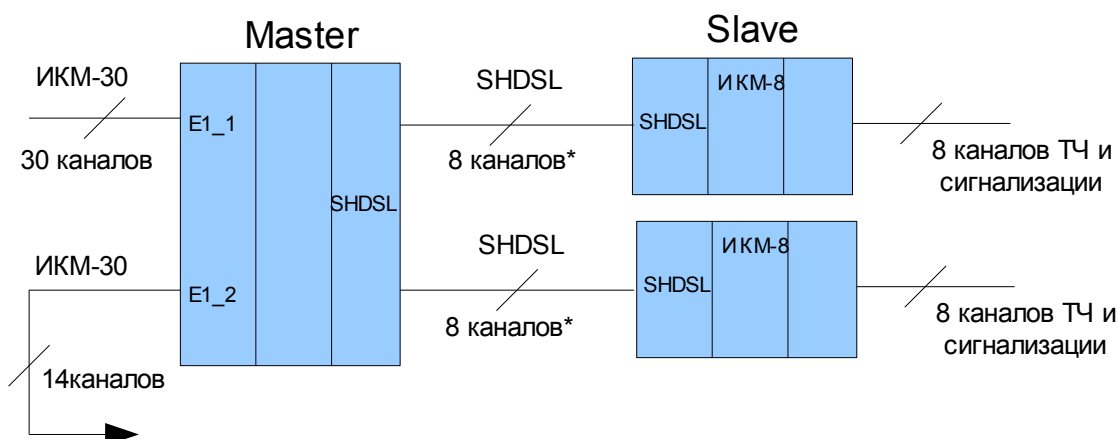 Master
Slave
ИКМ-30
E1_1
30 каналов
SHDSL
SHDSL
8 каналов*
SHDSL
ИКМ-8
8 каналов ТЧ и
сигнализации
ИКМ-30
E1_2
14каналов
SHDSL
8 каналов*
SHDSL
ИКМ-8
8 каналов ТЧ и
сигнализации